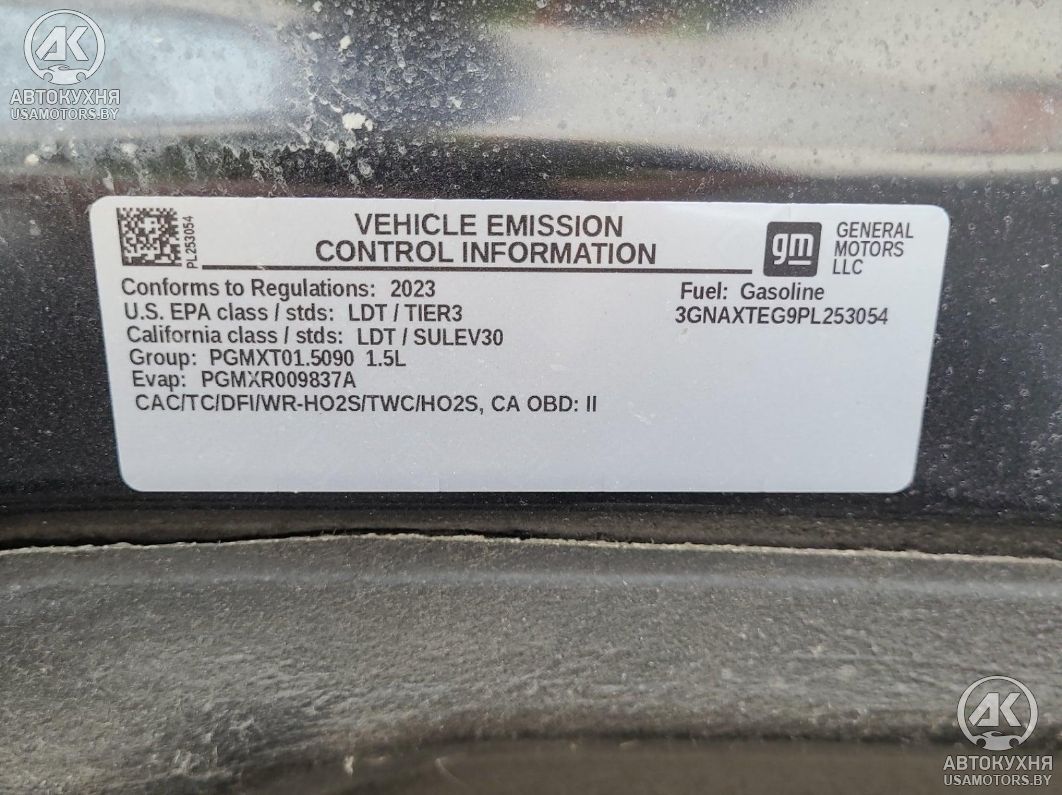 АВТОКУХНЯ
USAMOTORS.BY
PL253054
VEHICLE EMISSION
CONTROL INFORMATION
gm
GENERAL
MOTORS
LLC
Conforms to Regulations: 2023
Fuel: Gasoline
U.S. EPA class / stds: LDT / TIER3
3GNAXTEG9PL253054
California class / stds: LDT / SULEV30
Group: PGMXT01.5090 1.5L
Evap: PGMXR009837A
CAC/TC/DFI/WR-HO2S/TWC/HO2S, CA OBD: II
АК
АВТОКУХНЯ
USAMOTORS.BY